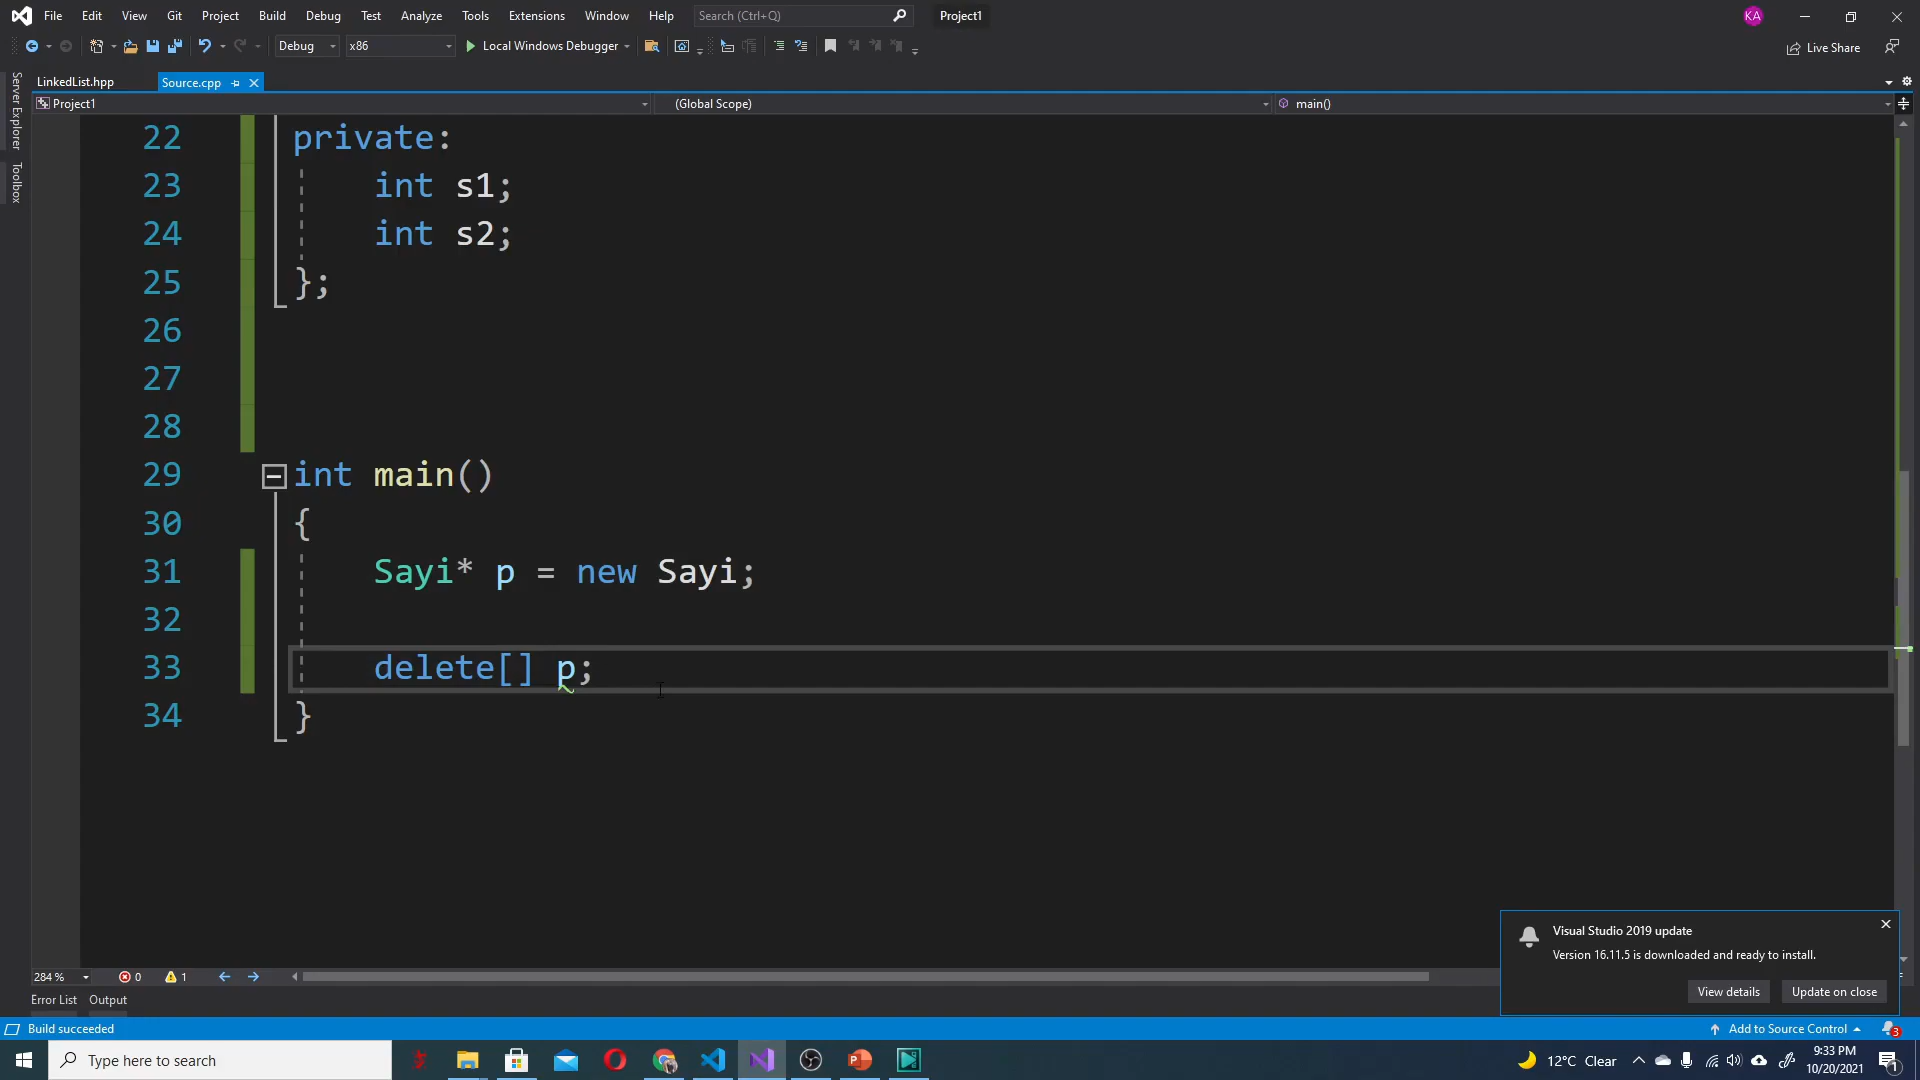 File Edit View Git Project Build Debug Test Analyze Tools Extensions Window Help Search (Ctrl+Q) Project1 KA
Debug x86 Local Windows Debugger Live Share
LinkedList.hpp Source.cpp
Project1 (Global Scope) main()
Server Explorer
Toolbox
22 private:
23 int s1;
24 int s2;
25 };
26
27
28
29 int main()
30 {
31 Sayi* p = new Sayi;
32
33 delete[] p;
34 }
Visual Studio 2019 update
Version 16.11.5 is downloaded and ready to install.
View details Update on close
284 % 0 1
Error List Output
Build succeeded Add to Source Control 3
Type here to search 12°C Clear 9:33 PM
10/20/2021 1